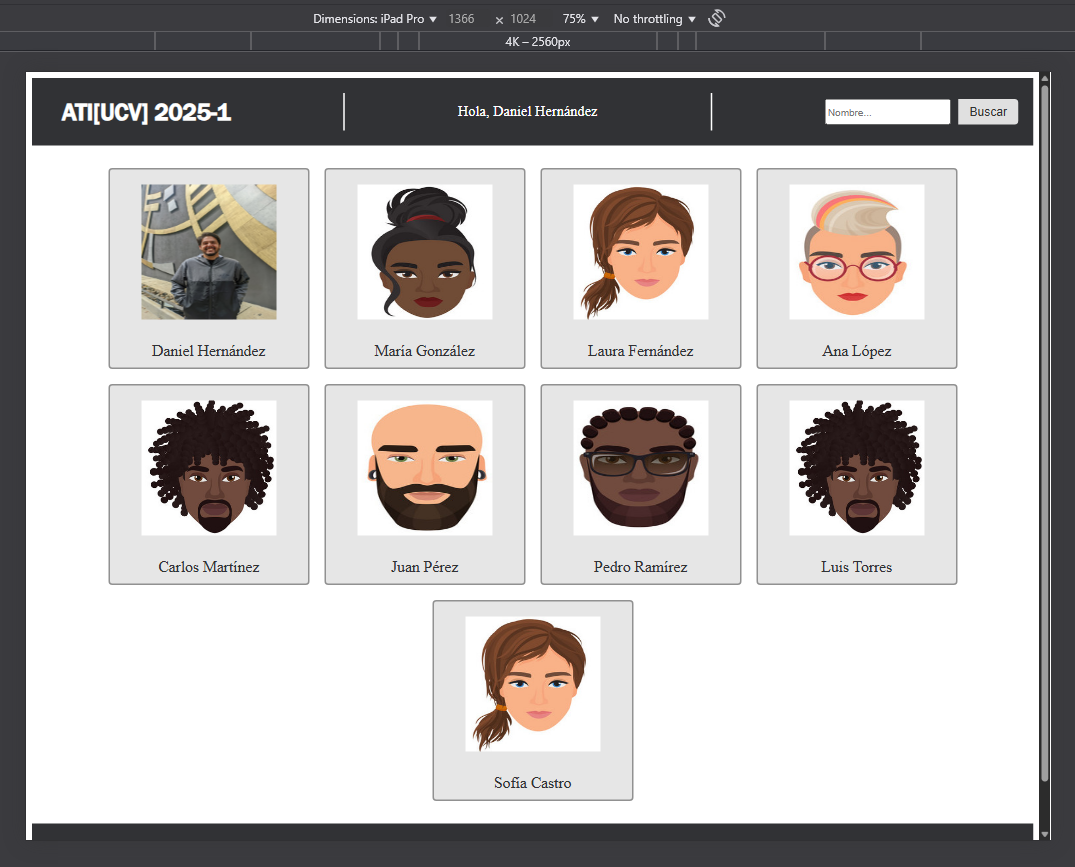 Dimensions: iPad Pro ▼ 1366 × 1024 75% ▼ No throttling ▼
4K – 2560px
ATI[UCV] 2025-1
Hola, Daniel Hernández
Nombre...
Buscar
Daniel Hernández
María González
Laura Fernández
Ana López
Carlos Martínez
Juan Pérez
Pedro Ramírez
Luis Torres
Sofía Castro